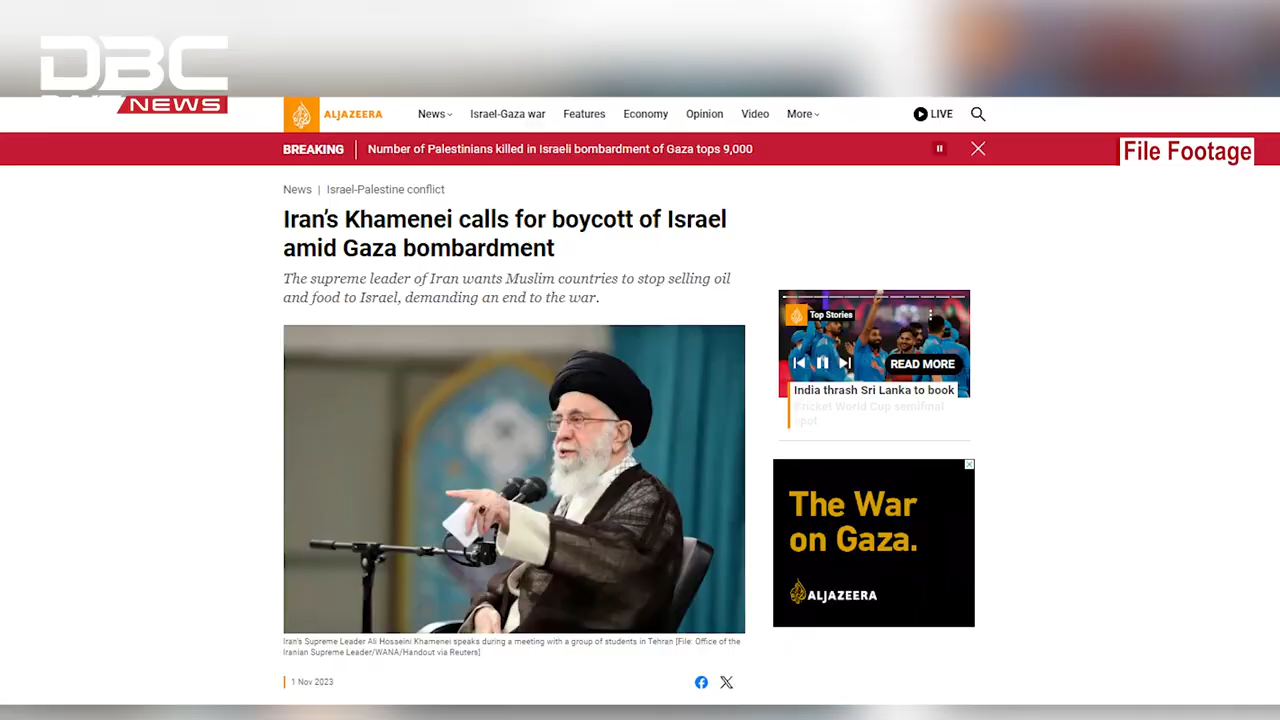 DBC
NEWS
ALJAZEERA
News
Israel-Gaza war
Features
Economy
Opinion
Video
More
LIVE
BREAKING
Number of Palestinians killed in Israeli bombardment of Gaza tops 9,000
File Footage
News | Israel-Palestine conflict
Iran's Khamenei calls for boycott of Israel
amid Gaza bombardment
The supreme leader of Iran wants Muslim countries to stop selling oil
and food to Israel, demanding an end to the war.
Top Stories
READ MORE
India thrash Sri Lanka to book
Cricket World Cup semifinal
spot
The War
on Gaza.
ALJAZEERA
Iran's Supreme Leader Ali Hosseini Khamenei speaks during a meeting with a group of students in Tehran [File: Office of the
Iranian Supreme Leader/WANA/Handout via Reuters]
1 Nov 2023